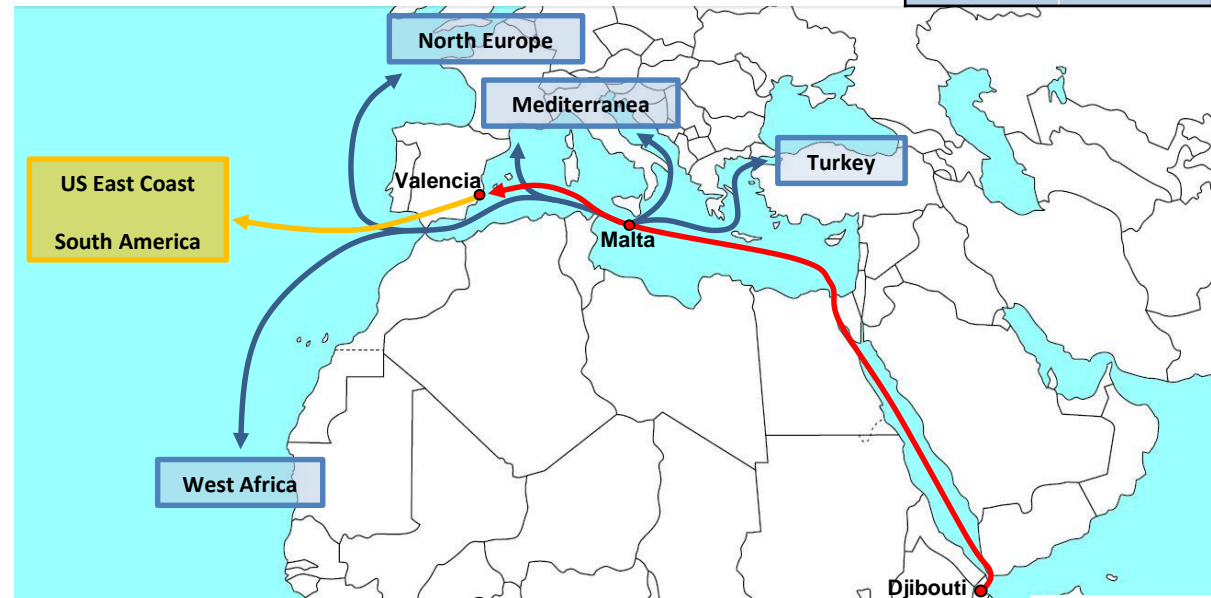 North Europe
Mediterranea
Turkey
US East Coast
South America
Valencia
Malta
West Africa
Djibouti